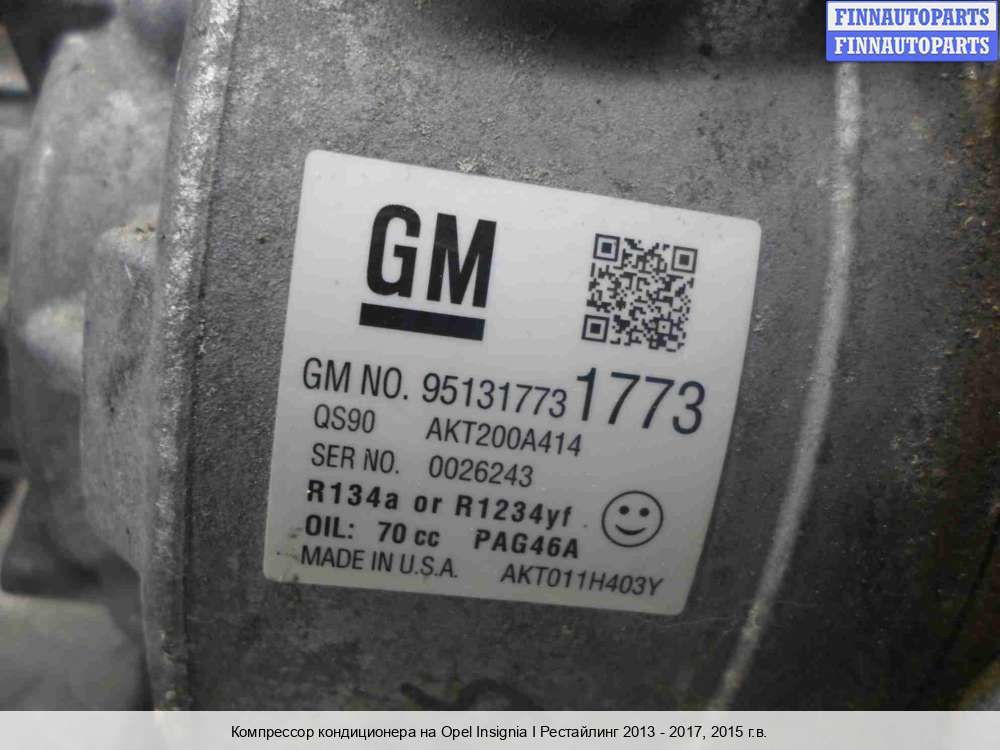 FINNAUTOPARTS
FINNAUTOPARTS
GM
GM NO. 95131773 1773
QS90 AKT200A414
SER NO. 0026243
R134a or R1234yf
OIL: 70 cc PAG46A
MADE IN U.S.A. AKT011H403Y
Компрессор кондиционера на Opel Insignia I Рестайлинг 2013 - 2017, 2015 г.в.